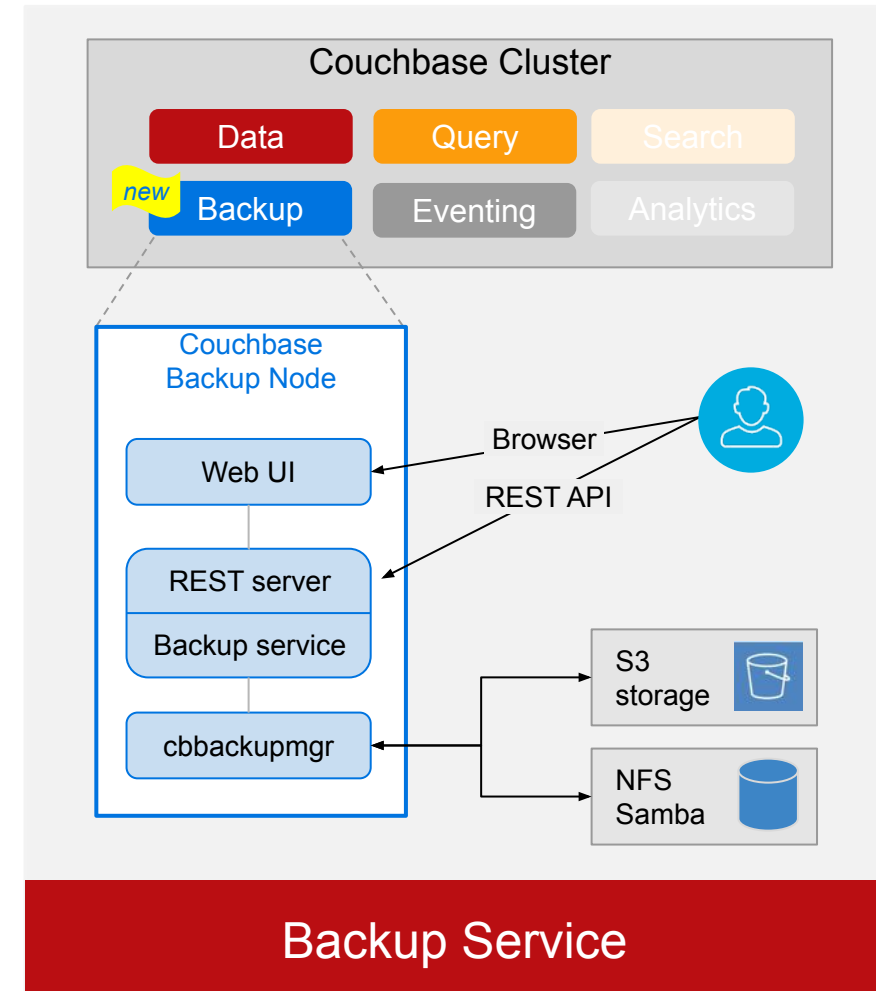 Couchbase Cluster
Data
Query
Search
new
Backup
Eventing
Analytics
Couchbase
Backup Node
Browser
Web UI
REST API
REST server
Backup service
S3
storage
cbbackupmgr
NFS
Samba
Backup Service